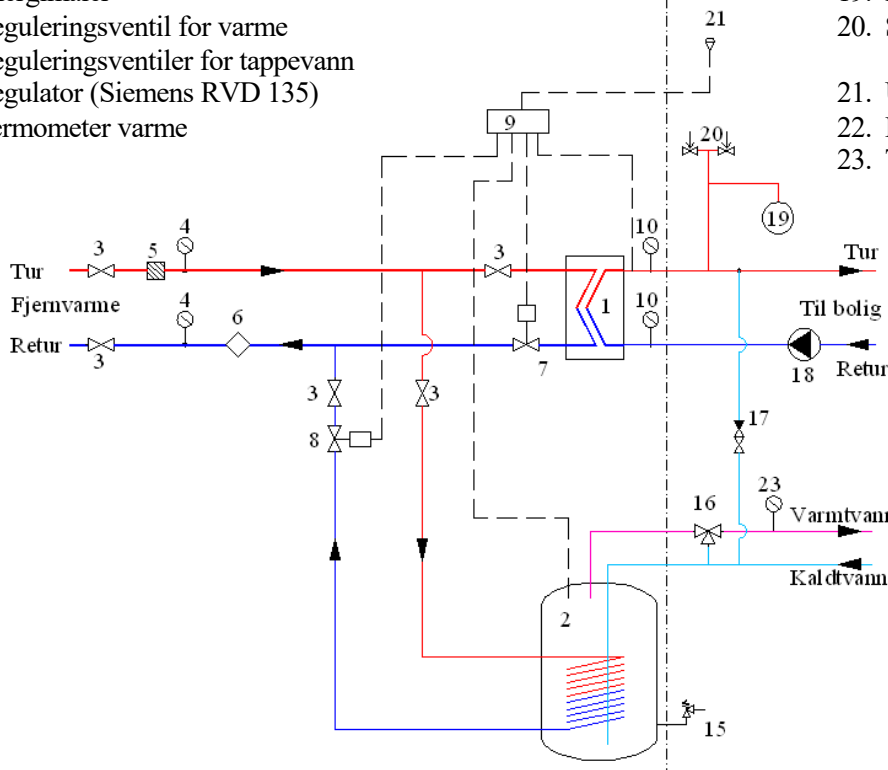 eguleringsventil for varme
eguleringsventiler for tappevann
egulator (Siemens RVD 135)
ermometer varme
20. S
21.
22.
23.
21
9
20
19
4
3
5
3
10
Tur
Tur
Fjernvarme
4
6
1
10
Til bolig
Retur
3
7
18
Retur
3
3
8
17
16
23
Varmtvann
Kaldtvann
2
15